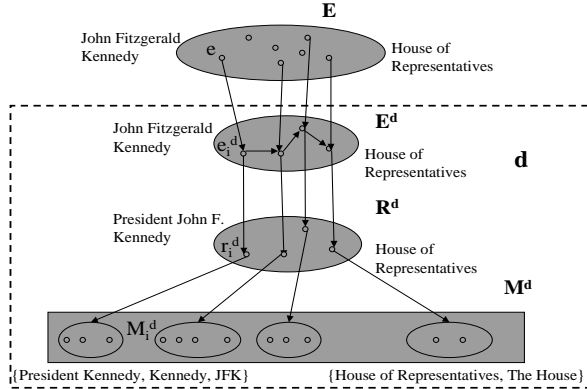 E
John Fitzgerald
Kennedy
e
House of
Representatives
E^d
John Fitzgerald
Kennedy
e_i^d
House of
Representatives
d
R^d
President John F.
Kennedy
r_i^d
House of
Representatives
M^d
M_i^d
{President Kennedy, Kennedy, JFK}
{House of Representatives, The House}